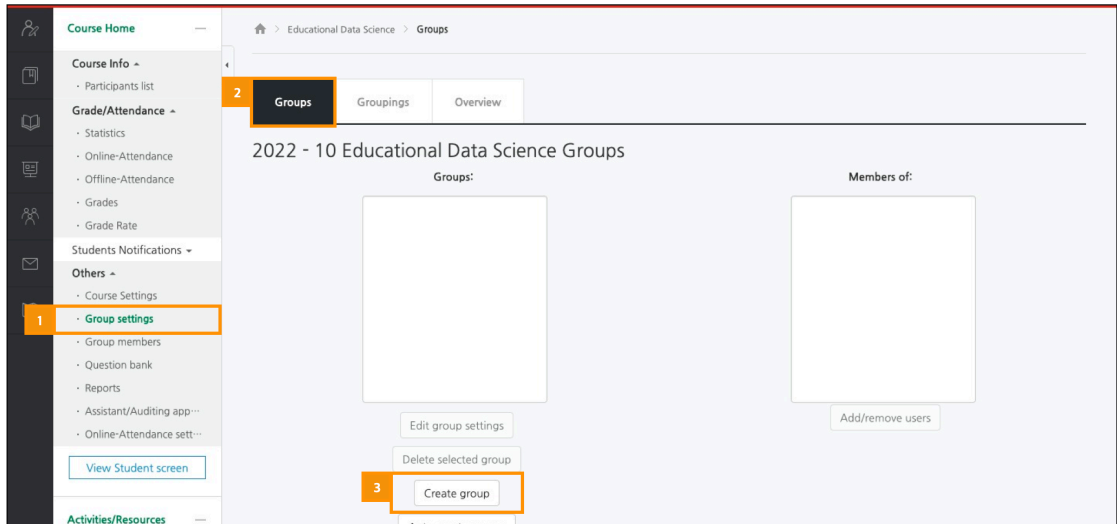 Course Home
Educational Data Science > Groups
Course Info
· Participants list
Grade/Attendance
· Statistics
· Online-Attendance
· Offline-Attendance
· Grades
· Grade Rate
Students Notifications
Others
· Course Settings
1
· Group settings
· Group members
· Question bank
· Reports
· Assistant/Auditing app···
· Online-Attendance sett···
View Student screen
Activities/Resources
2
Groups Groupings Overview
2022 - 10 Educational Data Science Groups
Groups:
Members of:
Edit group settings
Add/remove users
Delete selected group
3
Create group